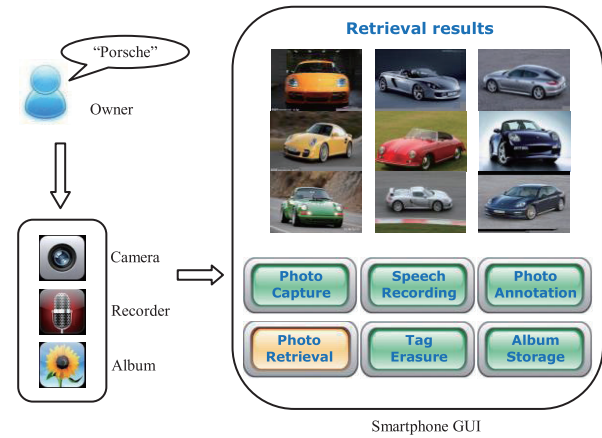 “Porsche”
Owner
Camera
Recorder
Album
Retrieval results
Photo
Capture
Speech
Recording
Photo
Annotation
Photo
Retrieval
Tag
Erasure
Album
Storage
Smartphone GUI